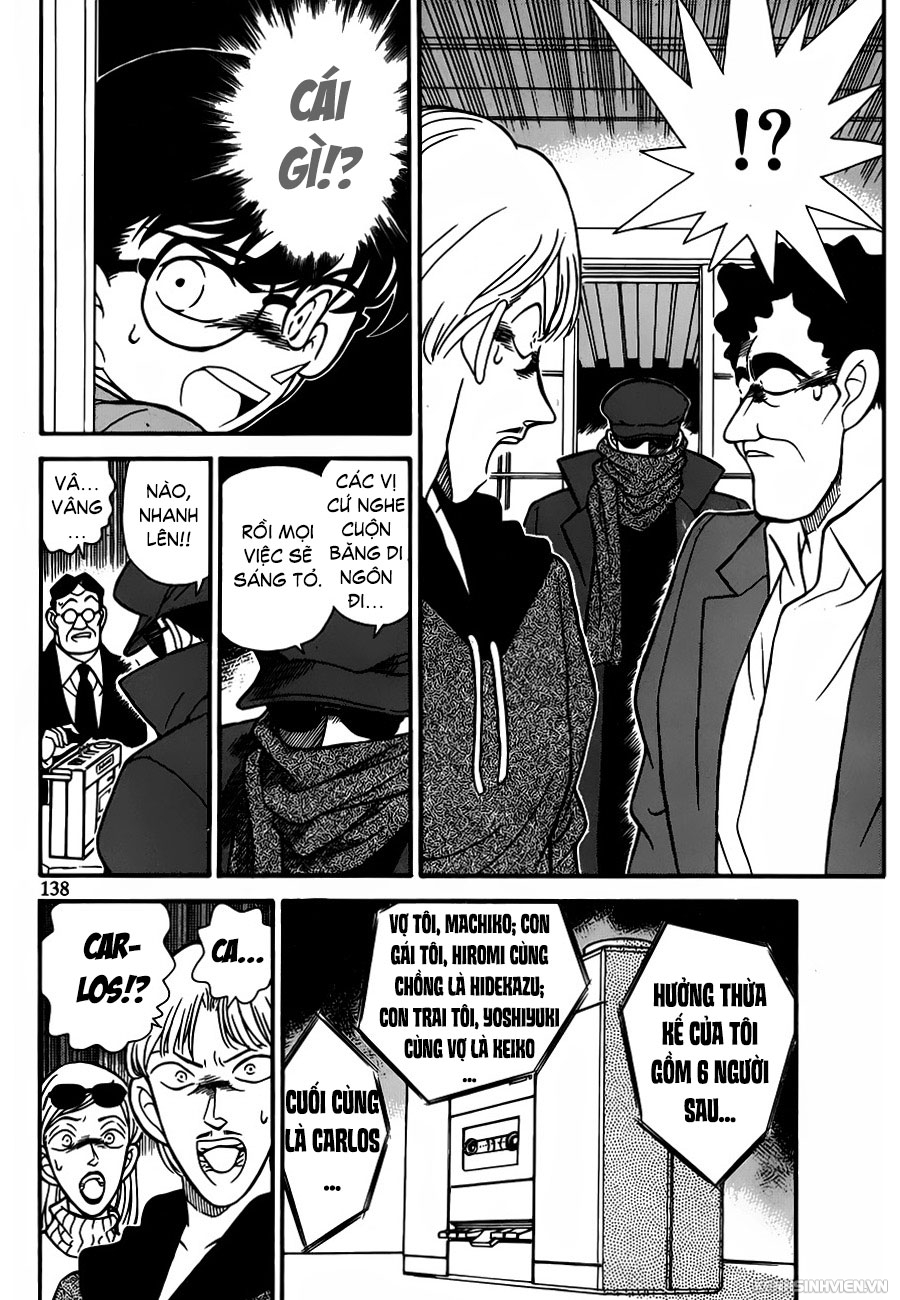 !?
CÁI
GÌ!?
CÁC VỊ
CỨ NGHE
CUỘN
BĂNG DI
NGÔN
ĐI...
RỒI MỌI
VIỆC SẼ
SÁNG TỎ.
NÀO,
NHANH
LÊN!!
VÂ...
VÂNG
...
138
HƯỞNG THỪA
KẾ CỦA TÔI
GỒM 6 NGƯỜI
SAU...
VỢ TÔI, MACHIKO; CON
GÁI TÔI, HIROMI CÙNG
CHỒNG LÀ HIDEKAZU;
CON TRAI TÔI, YOSHIYUKI
CÙNG VỢ LÀ KEIKO
...
CUỐI CÙNG
LÀ CARLOS
...
CA...
CAR-
LOS!?